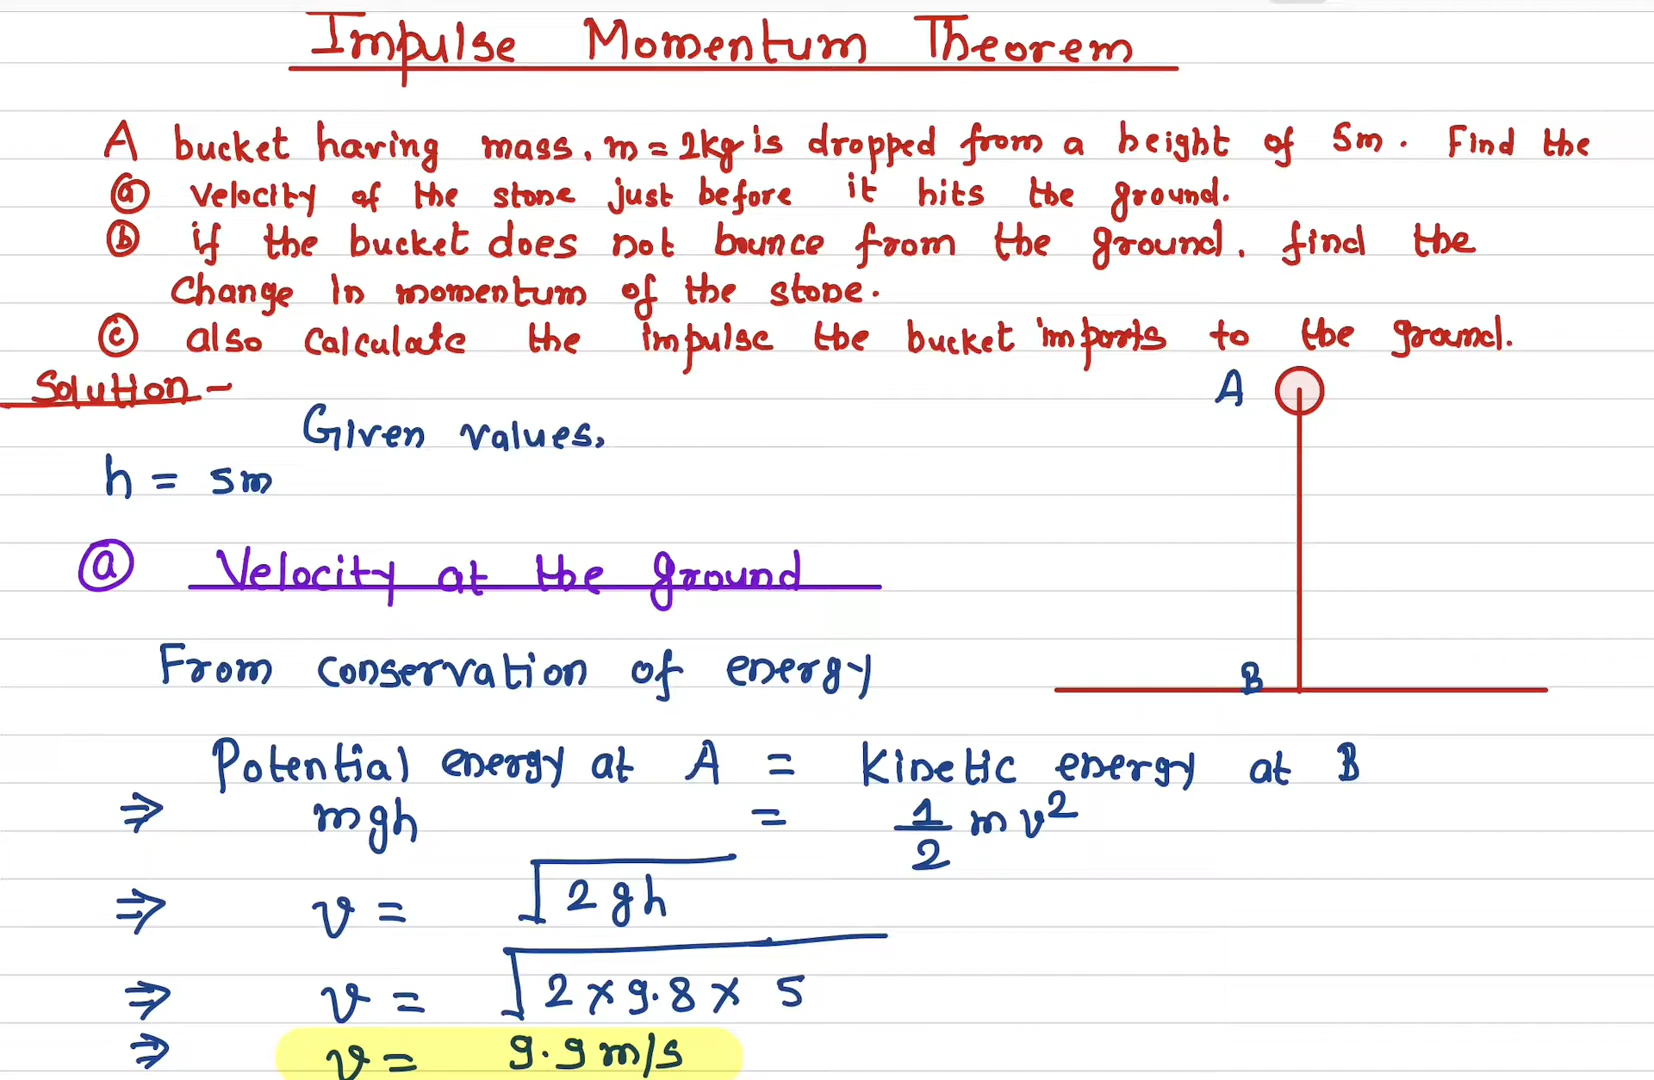 Impulse Momentum Theorem
A bucket having mass, m = 2kg is dropped from a height of 5m. Find the
(a) velocity of the stone just before it hits the ground.
(b) if the bucket does not bounce from the ground, find the
change in momentum of the stone.
(c) also calculate the impulse the bucket imparts to the ground.
Solution -
A
Given values,
h = 5m
(a) Velocity at the ground
From conservation of energy
B
Potential energy at A = Kinetic energy at B
⇒ mgh = 1/2 mv²
⇒ v = √2gh
⇒ v = √2×9.8×5
⇒ v = 9.9 m/s